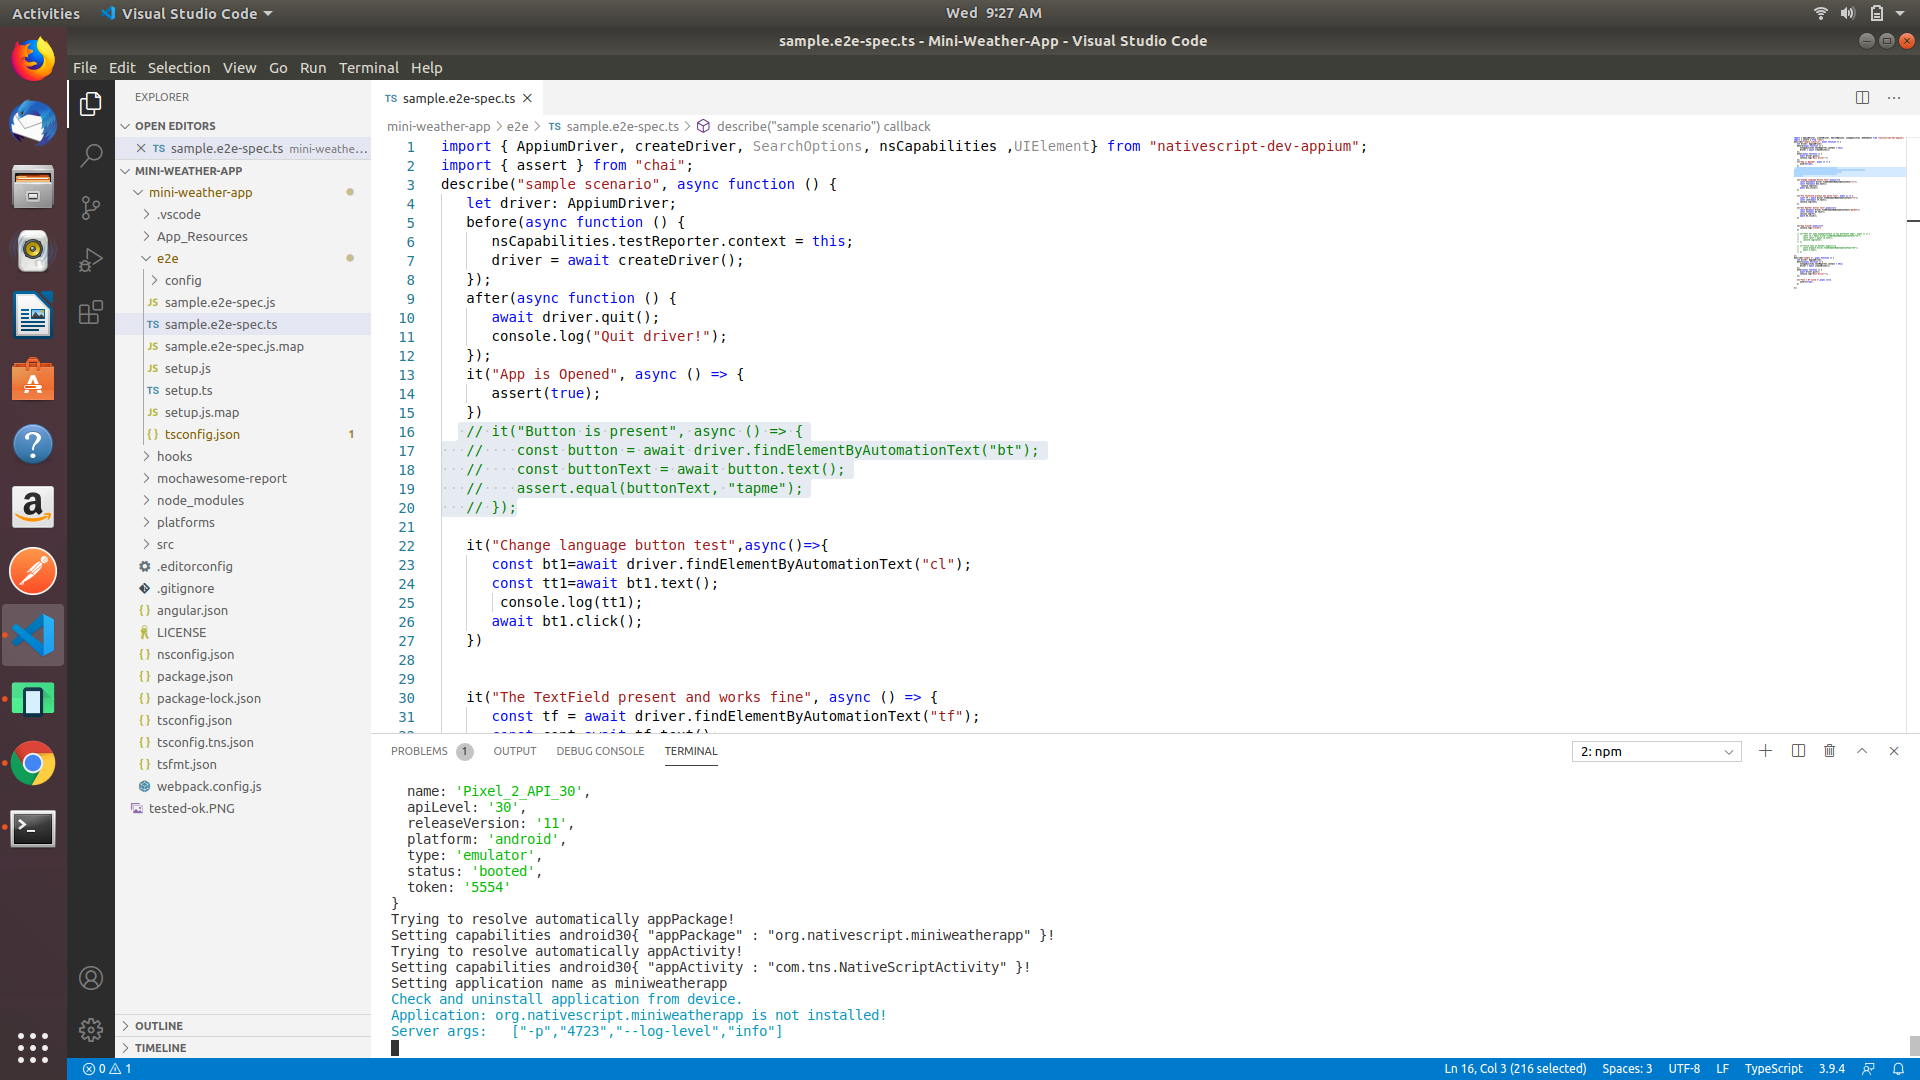 Activities
Visual Studio Code
Wed 9:27 AM
sample.e2e-spec.ts - Mini-Weather-App - Visual Studio Code
File Edit Selection View Go Run Terminal Help
EXPLORER
OPEN EDITORS
sample.e2e-spec.ts mini-weathe...
MINI-WEATHER-APP
mini-weather-app
.vscode
App_Resources
e2e
config
JS sample.e2e-spec.js
TS sample.e2e-spec.ts
JS sample.e2e-spec.js.map
JS setup.js
TS setup.ts
JS setup.js.map
{} tsconfig.json 1
hooks
mochawesome-report
node_modules
platforms
src
.editorconfig
.gitignore
{} angular.json
LICENSE
{} nsconfig.json
{} package.json
{} package-lock.json
{} tsconfig.json
{} tsconfig.tns.json
{} tsfmt.json
webpack.config.js
tested-ok.PNG
OUTLINE
TIMELINE
TS sample.e2e-spec.ts
mini-weather-app > e2e > TS sample.e2e-spec.ts > describe("sample scenario") callback
1 import { AppiumDriver, createDriver, SearchOptions, nsCapabilities ,UIElement} from "nativescript-dev-appium";
2 import { assert } from "chai";
3 describe("sample scenario", async function () {
4 let driver: AppiumDriver;
5 before(async function () {
6 nsCapabilities.testReporter.context = this;
7 driver = await createDriver();
8 });
9 after(async function () {
10 await driver.quit();
11 console.log("Quit driver!");
12 });
13 it("App is Opened", async () => {
14 assert(true);
15 })
16 // it("Button is present", async () => {
17 // const button = await driver.findElementByAutomationText("bt");
18 // const buttonText = await button.text();
19 // assert.equal(buttonText, "tapme");
20 // });
21
22 it("Change language button test",async()=>{
23 const bt1=await driver.findElementByAutomationText("cl");
24 const tt1=await bt1.text();
25 console.log(tt1);
26 await bt1.click();
27 })
28
29
30 it("The TextField present and works fine", async () => {
31 const tf = await driver.findElementByAutomationText("tf");
PROBLEMS 1 OUTPUT DEBUG CONSOLE TERMINAL
2: npm
name: 'Pixel_2_API_30',
apiLevel: '30',
releaseVersion: '11',
platform: 'android',
type: 'emulator',
status: 'booted',
token: '5554'
}
Trying to resolve automatically appPackage!
Setting capabilities android30{ "appPackage" : "org.nativescript.miniweatherapp" }!
Trying to resolve automatically appActivity!
Setting capabilities android30{ "appActivity : "com.tns.NativeScriptActivity" }!
Setting application name as miniweatherapp
Check and uninstall application from device.
Application: org.nativescript.miniweatherapp is not installed!
Server args: ["-p","4723","--log-level","info"]
0 1
Ln 16, Col 3 (216 selected) Spaces: 3 UTF-8 LF TypeScript 3.9.4